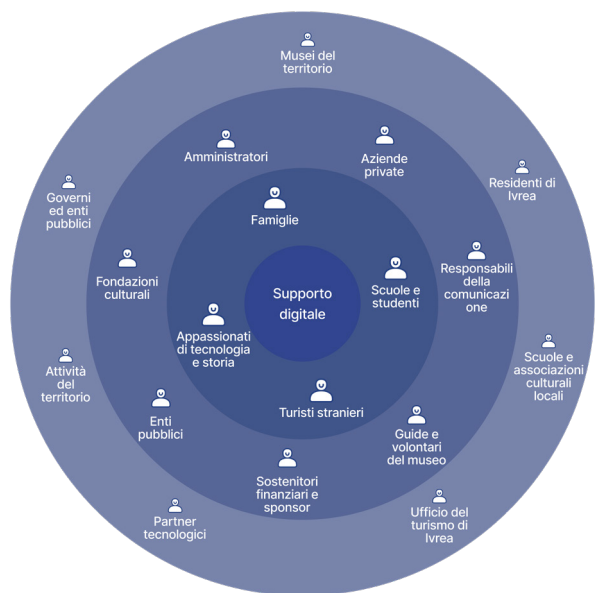 Musei del
territorio
Amministratori
Aziende
private
Governi
ed enti
pubblici
Residenti di
Ivrea
Famiglie
Fondazioni
culturali
Scuole e
studenti
Responsabili
della
comunicazi
one
Supporto
digitale
Appassionati
di tecnologia
e storia
Attività
del
territorio
Scuole e
associazioni
culturali
locali
Enti
pubblici
Turisti stranieri
Guide e
volontari
del museo
Sostenitori
finanziari e
sponsor
Partner
tecnologici
Ufficio del
turismo di
Ivrea